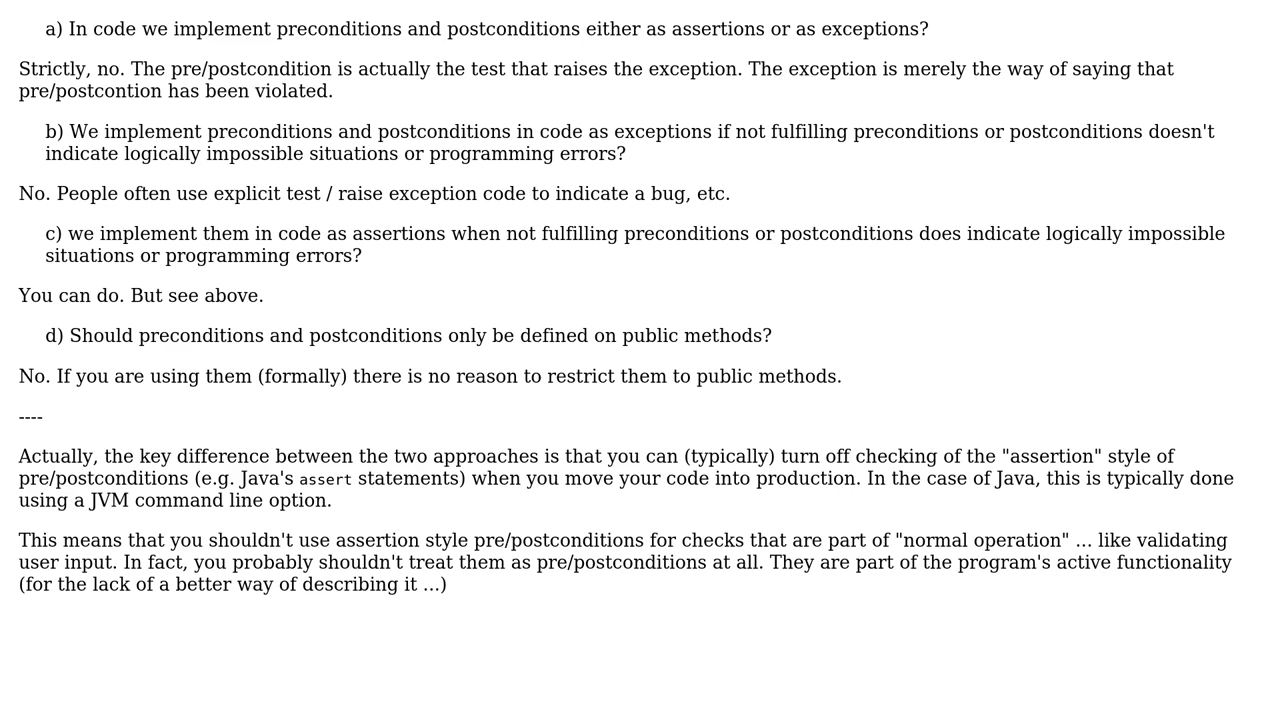 a) In code we implement preconditions and postconditions either as assertions or as exceptions?
Strictly, no. The pre/postcondition is actually the test that raises the exception. The exception is merely the way of saying that
pre/postcontion has been violated.
b) We implement preconditions and postconditions in code as exceptions if not fulfilling preconditions or postconditions doesn't
indicate logically impossible situations or programming errors?
No. People often use explicit test / raise exception code to indicate a bug, etc.
c) we implement them in code as assertions when not fulfilling preconditions or postconditions does indicate logically impossible
situations or programming errors?
You can do. But see above.
d) Should preconditions and postconditions only be defined on public methods?
No. If you are using them (formally) there is no reason to restrict them to public methods.
----
Actually, the key difference between the two approaches is that you can (typically) turn off checking of the "assertion" style of
pre/postconditions (e.g. Java's assert statements) when you move your code into production. In the case of Java, this is typically done
using a JVM command line option.
This means that you shouldn't use assertion style pre/postconditions for checks that are part of "normal operation" ... like validating
user input. In fact, you probably shouldn't treat them as pre/postconditions at all. They are part of the program's active functionality
(for the lack of a better way of describing it ...)